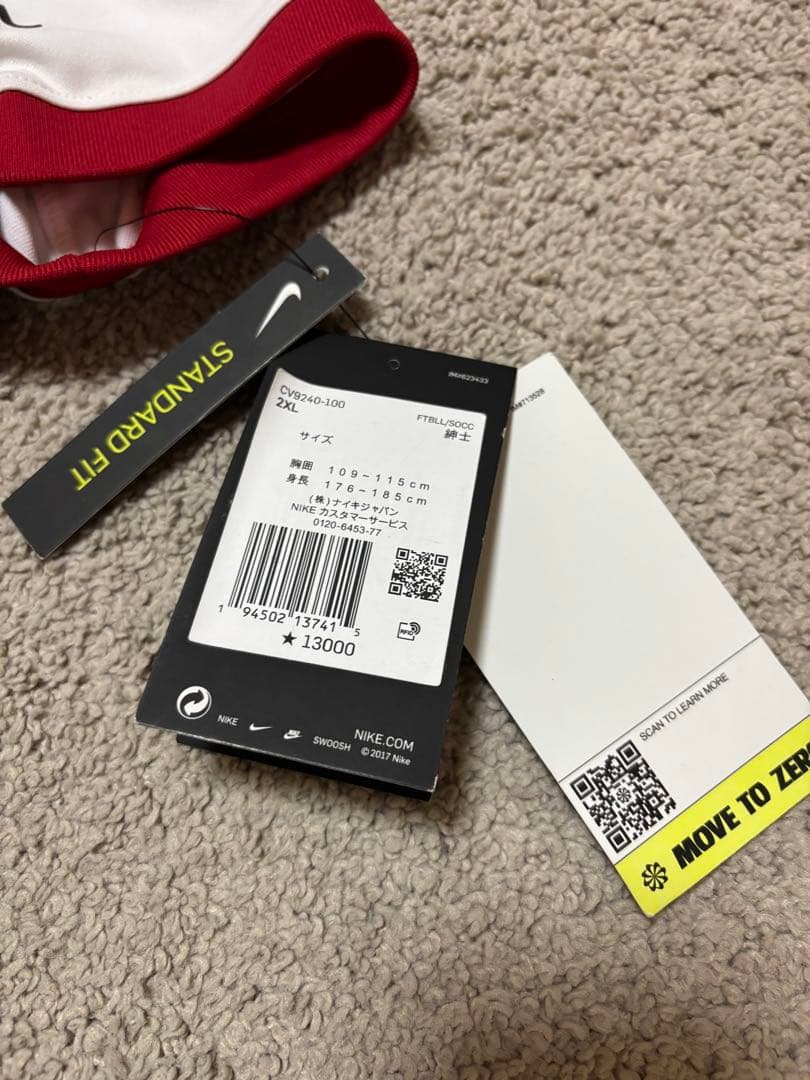 STANDARD FIT
CV9240-100
2XL
FTBLL/SOCC
サイズ
紳士
胸囲 109-115cm
身長 176-185cm
(株)ナイキジャパン
NIKE カスタマーサービス
0120-6453-77
1 94502 13741 5
★ 13000
RFID
NIKE
SWOOSH
NIKE.COM
© 2017 Nike
SCAN TO LEARN MORE
MOVE TO ZER